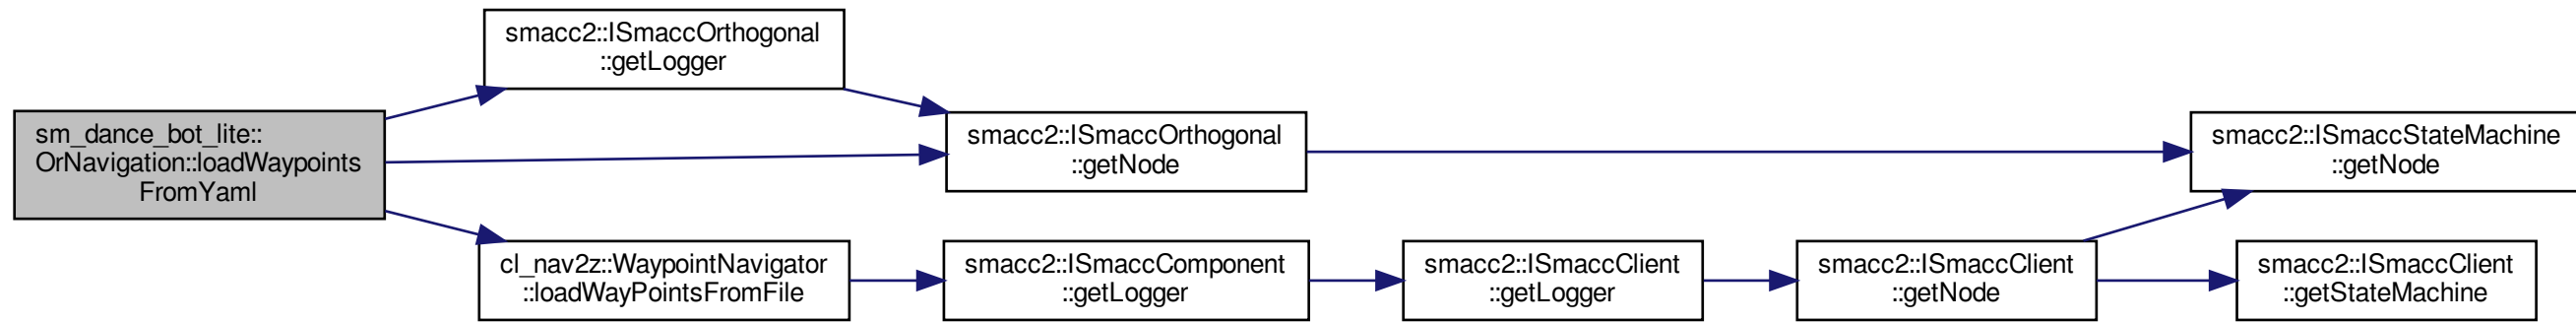 smacc2::ISmaccOrthogonal
::getLogger
sm_dance_bot_lite::
OrNavigation::loadWaypoints
FromYaml
smacc2::ISmaccOrthogonal
::getNode
smacc2::ISmaccStateMachine
::getNode
cl_nav2z::WaypointNavigator
::loadWayPointsFromFile
smacc2::ISmaccComponent
::getLogger
smacc2::ISmaccClient
::getLogger
smacc2::ISmaccClient
::getNode
smacc2::ISmaccClient
::getStateMachine